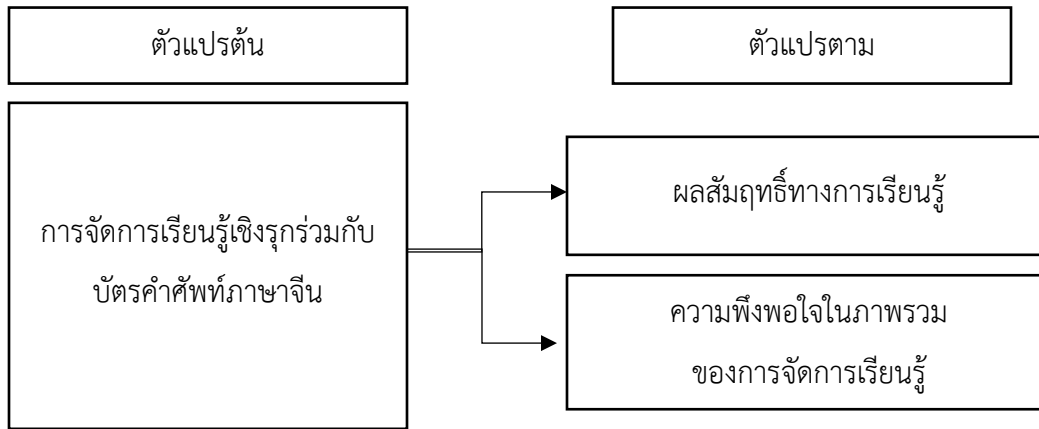 ตัวแปรต้น
ตัวแปรตาม
การจัดการเรียนรู้เชิงรุกร่วมกับ
บัตรคำศัพท์ภาษาจีน
ผลสัมฤทธิ์ทางการเรียนรู้
ความพึงพอใจในภาพรวม
ของการจัดการเรียนรู้